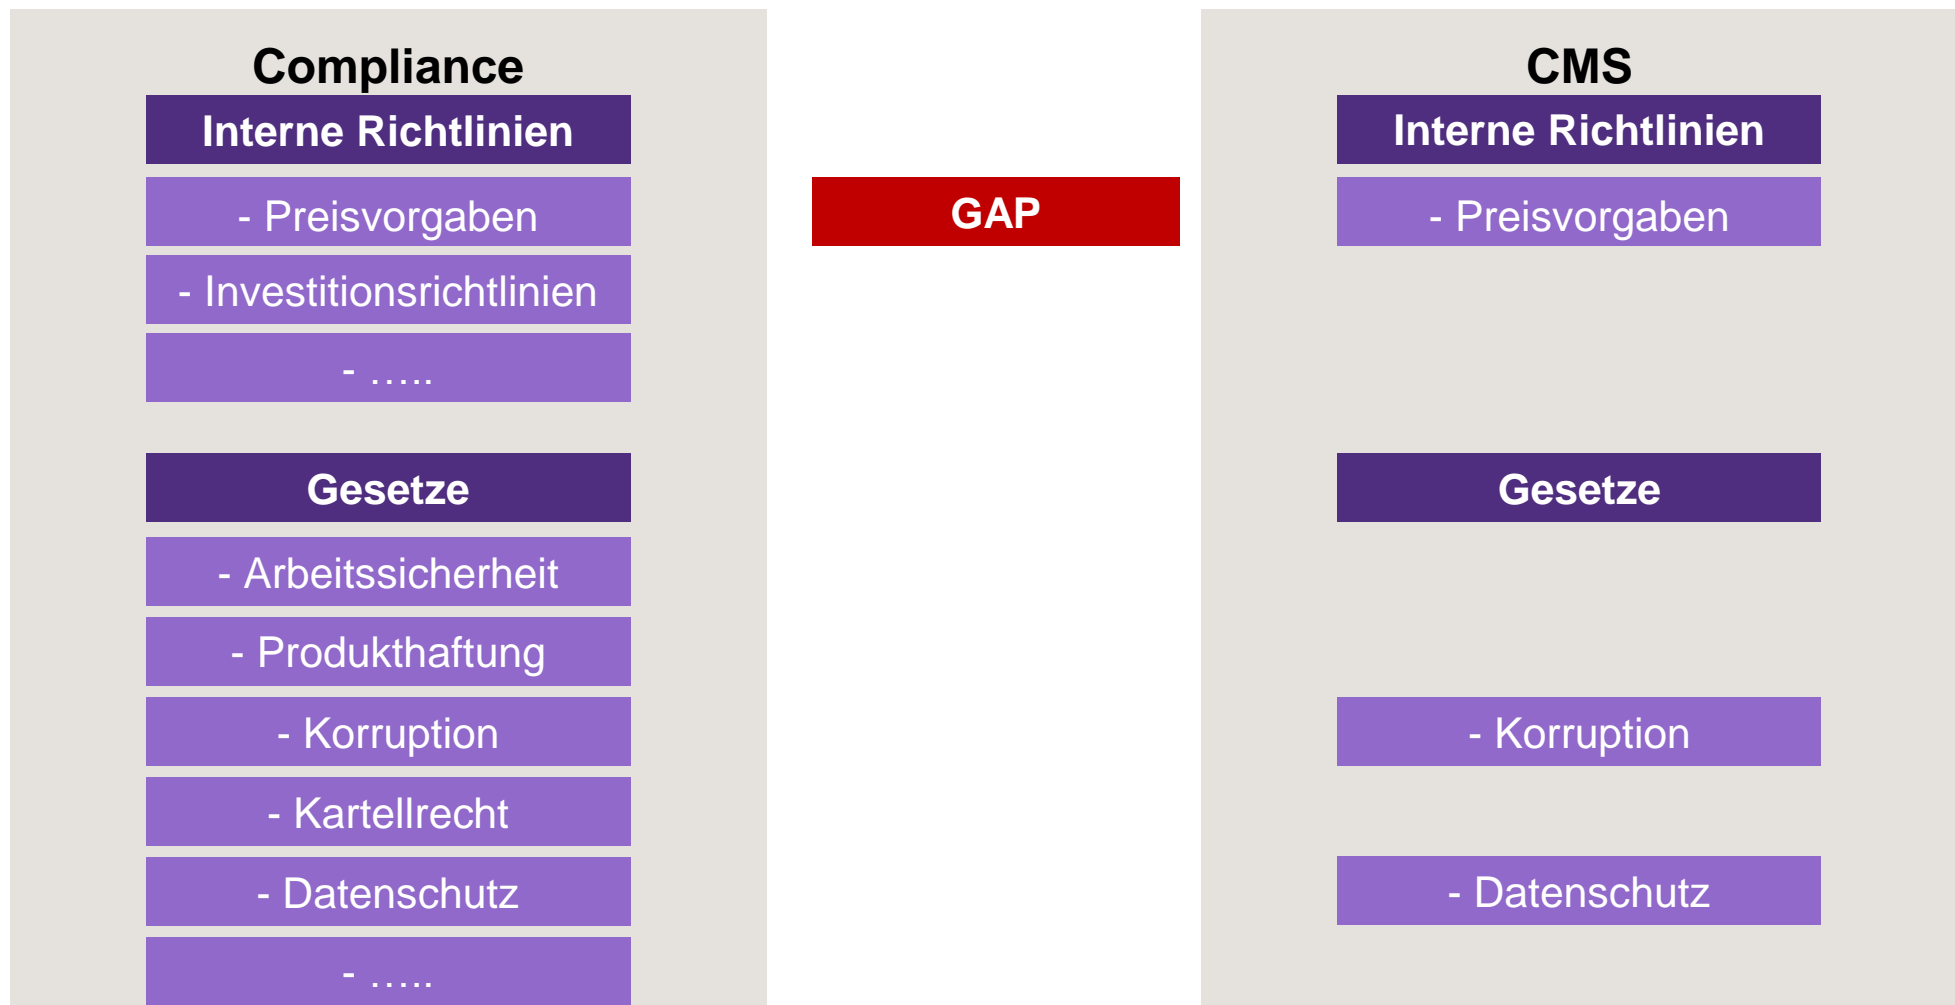 Compliance
Interne Richtlinien
- Preisvorgaben
- Investitionsrichtlinien
- …..
Gesetze
- Arbeitssicherheit
- Produkthaftung
- Korruption
- Kartellrecht
- Datenschutz
- …..
GAP
CMS
Interne Richtlinien
- Preisvorgaben
Gesetze
- Korruption
- Datenschutz